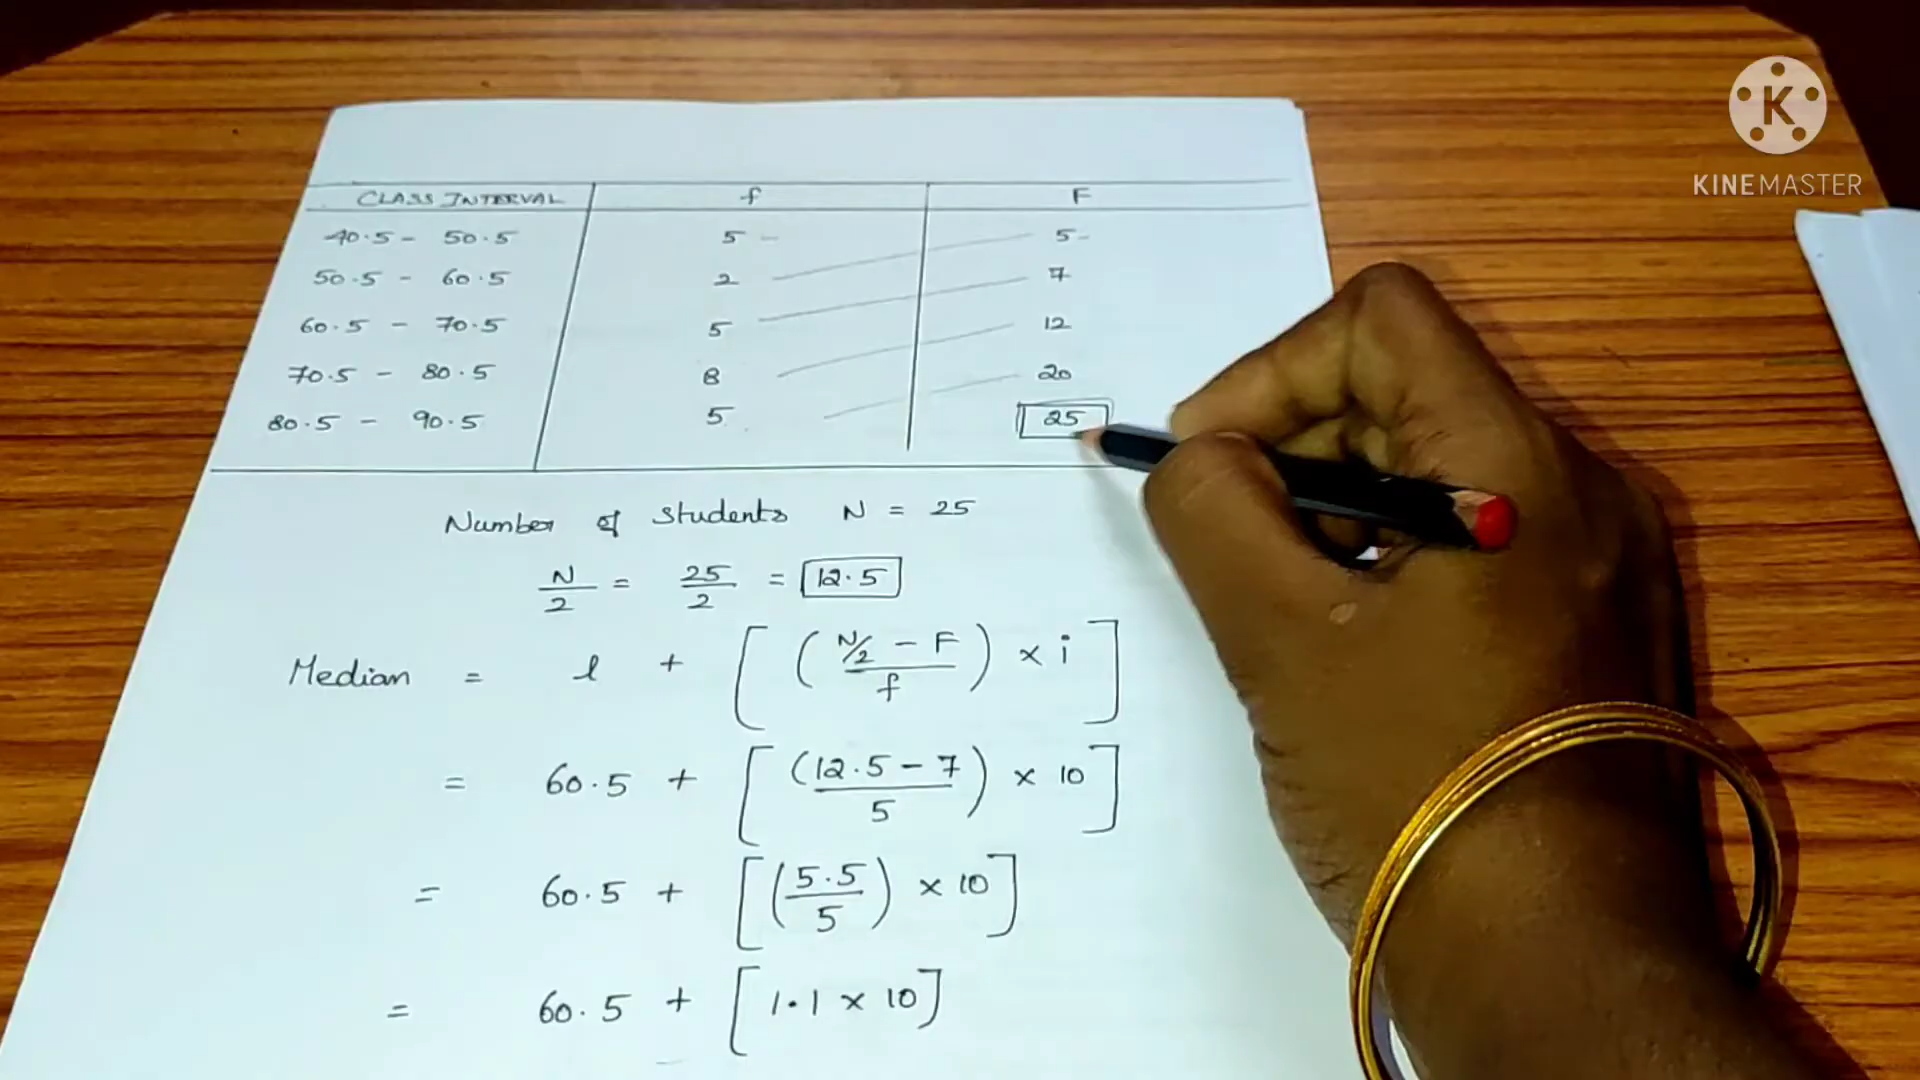 K
KINEMASTER
CLASS INTERVAL f F
40.5 - 50.5 5 - 5 -
50.5 - 60.5 2 7
60.5 - 70.5 5 12
70.5 - 80.5 8 20
80.5 - 90.5 5 25
Number of students N = 25
N/2 = 25/2 = 12.5
Median = l + [ ( N/2 - F / f ) × i ]
= 60.5 + [ ( 12.5 - 7 / 5 ) × 10 ]
= 60.5 + [ ( 5.5 / 5 ) × 10 ]
= 60.5 + [ 1.1 × 10 ]